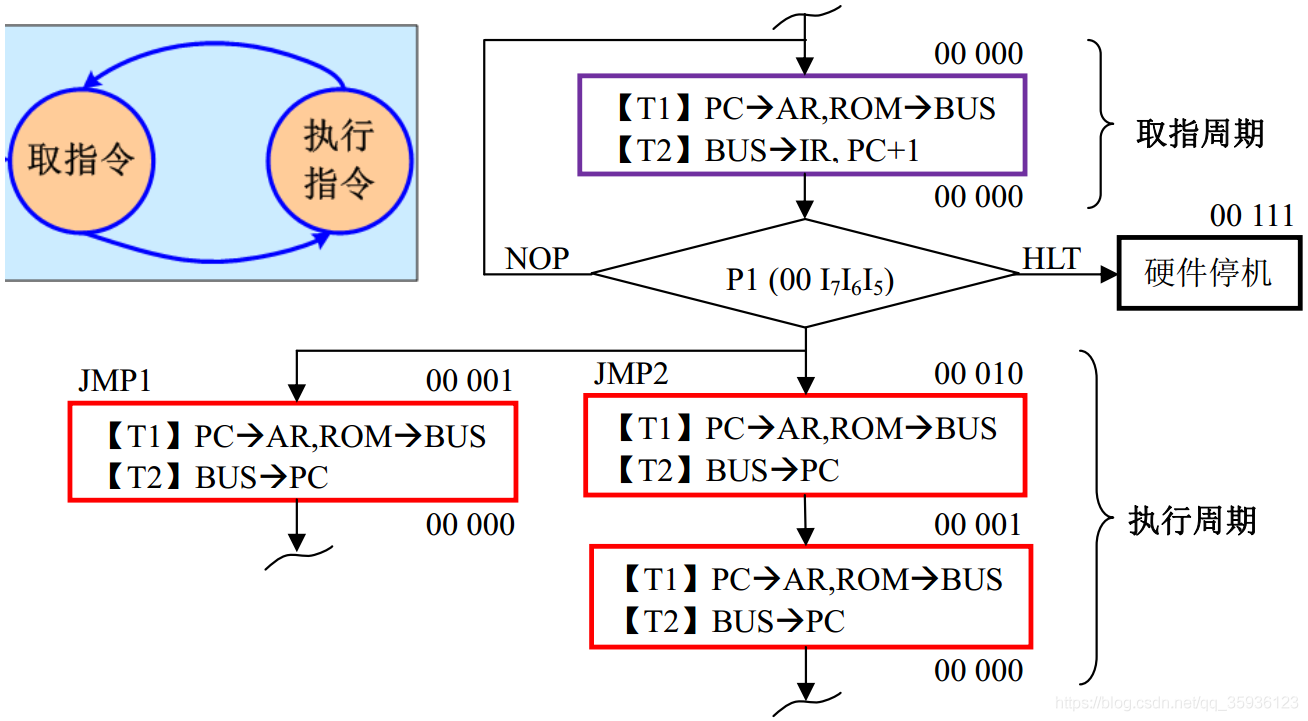 取指令
执行
指令
00 000
【T1】PC→AR,ROM→BUS
【T2】BUS→IR, PC+1
取指周期
00 000
00 111
NOP
P1 (00 I₇I₆I₅)
HLT
硬件停机
JMP1
00 001
【T1】PC→AR,ROM→BUS
【T2】BUS→PC
00 000
JMP2
00 010
【T1】PC→AR,ROM→BUS
【T2】BUS→PC
00 001
【T1】PC→AR,ROM→BUS
【T2】BUS→PC
00 000
执行周期
https://blog.csdn.net/qq_35936123